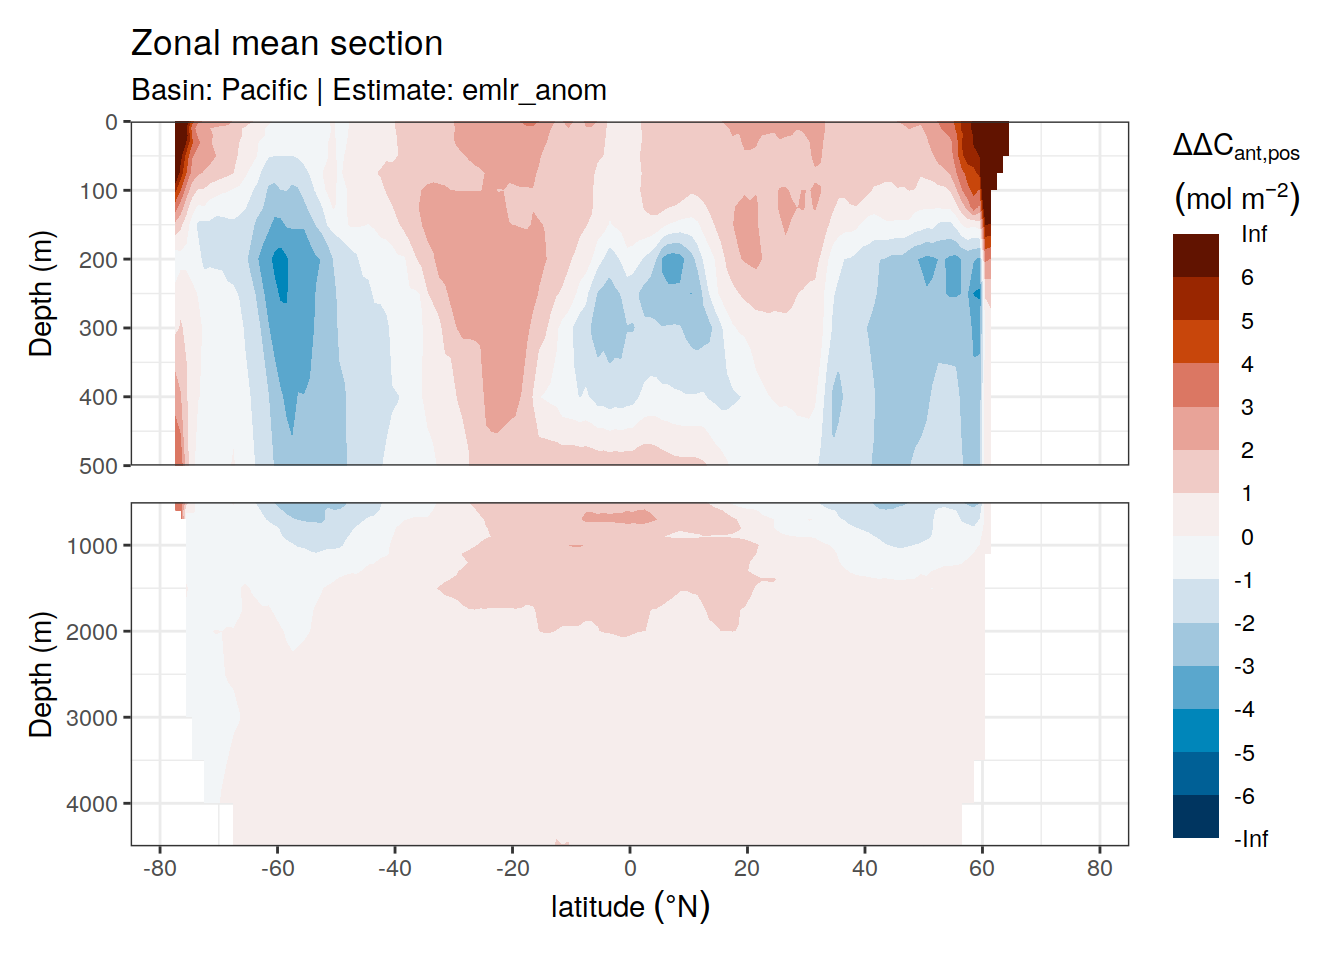 Zonal mean section
Basin: Pacific | Estimate: emlr_anom
0
100
200
300
400
500
Depth (m)
1000
2000
3000
4000
Depth (m)
-80 -60 -40 -20 0 20 40 60 80
latitude (°N)
ΔΔCant,pos
(mol m−2)
Inf
6
5
4
3
2
1
0
-1
-2
-3
-4
-5
-6
-Inf